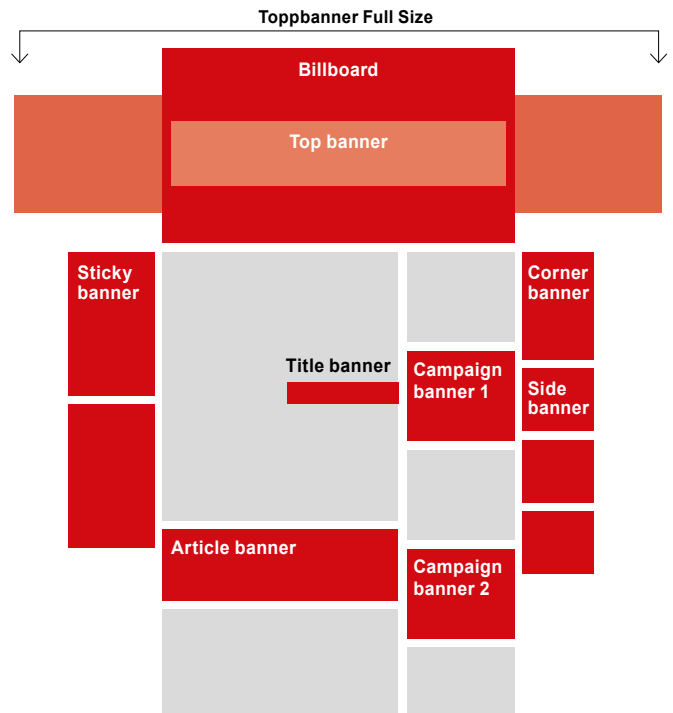 Toppbanner Full Size
Billboard
Top banner
Sticky
banner
Corner
banner
Title banner
Campaign
banner 1
Side
banner
Article banner
Campaign
banner 2